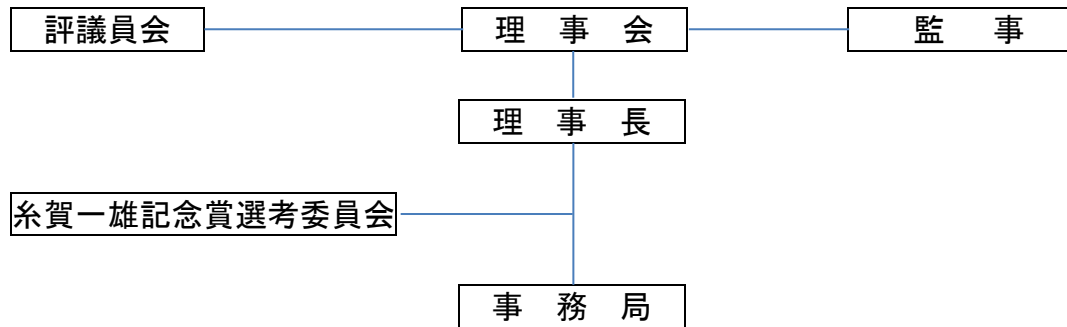 評議員会
理　事　会
監　　事
理　事　長
糸賀一雄記念賞選考委員会
事　務　局